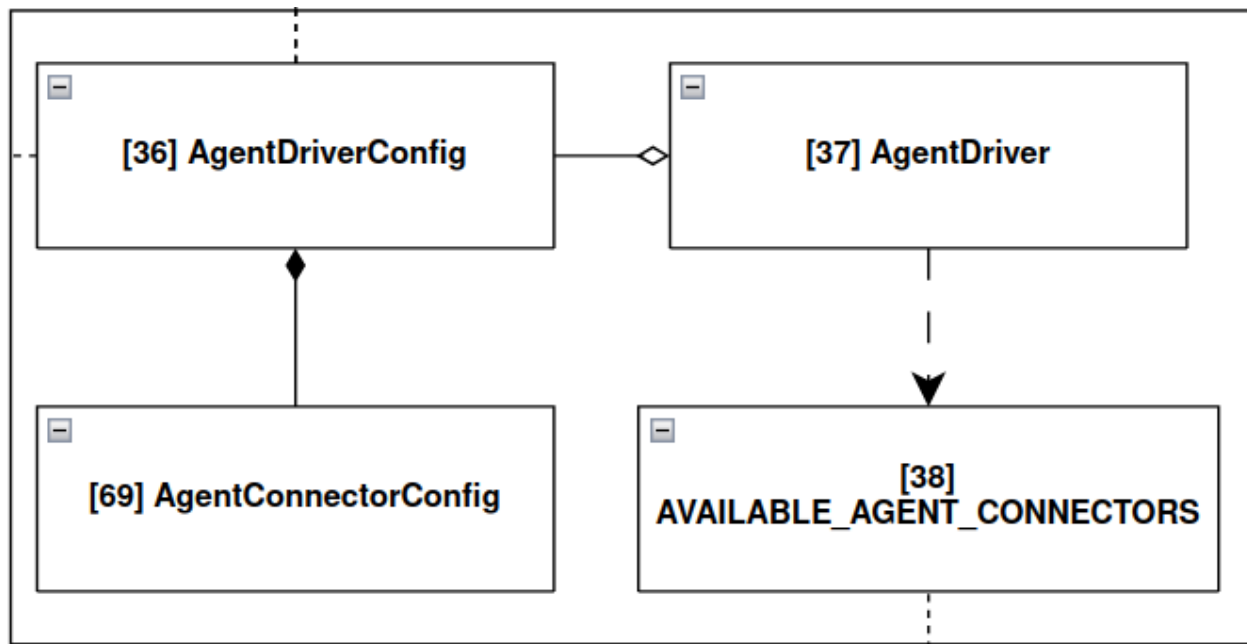 [36] AgentDriverConfig
[37] AgentDriver
[69] AgentConnectorConfig
[38]
AVAILABLE_AGENT_CONNECTORS